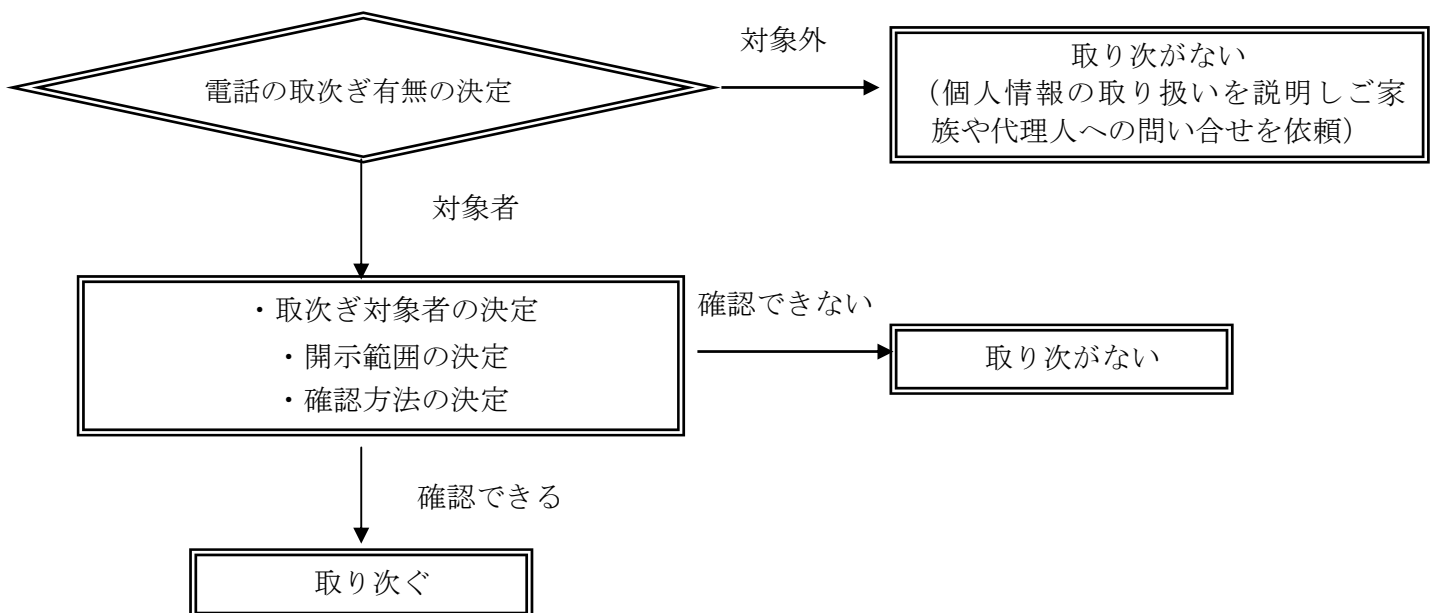 対象外
電話の取次ぎ有無の決定
取り次がない
(個人情報の取り扱いを説明しご家
族や代理人への問い合せを依頼)
対象者
・取次ぎ対象者の決定
・開示範囲の決定
・確認方法の決定
確認できない
取り次がない
確認できる
取り次ぐ